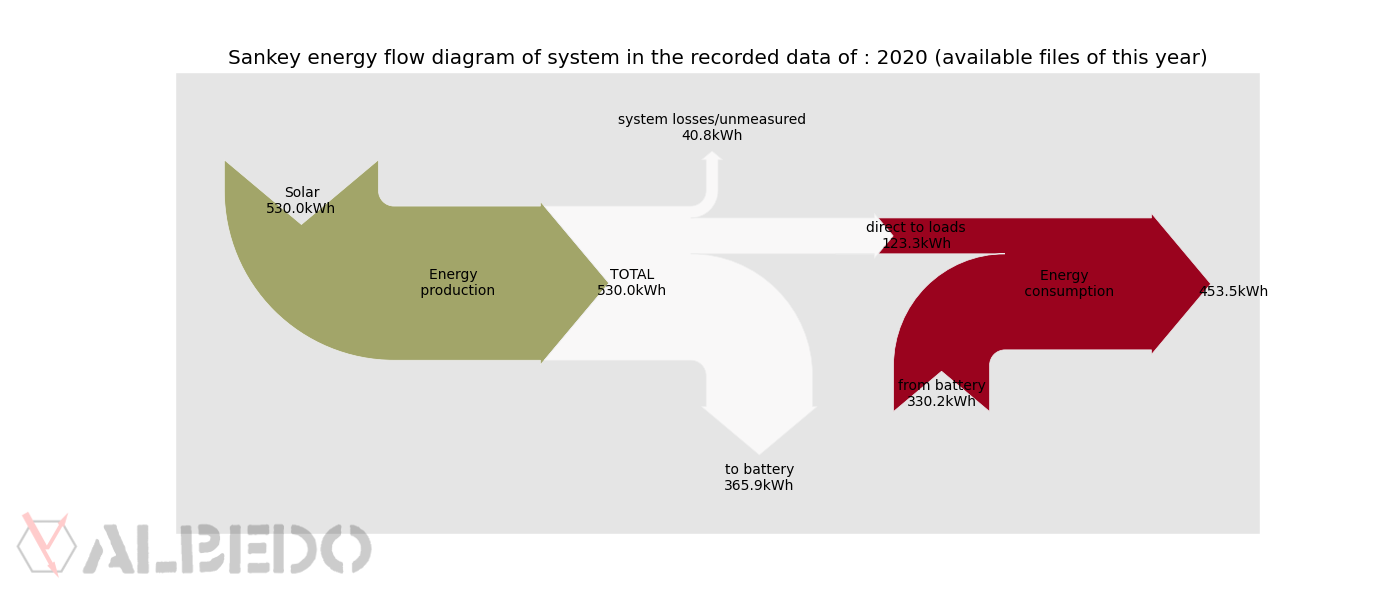 Sankey energy flow diagram of system in the recorded data of : 2020 (available files of this year)
system losses/unmeasured
40.8kWh
Solar
530.0kWh
direct to loads
123.3kWh
Energy
production
TOTAL
530.0kWh
Energy
consumption
453.5kWh
from battery
330.2kWh
to battery
365.9kWh
ALBEDO